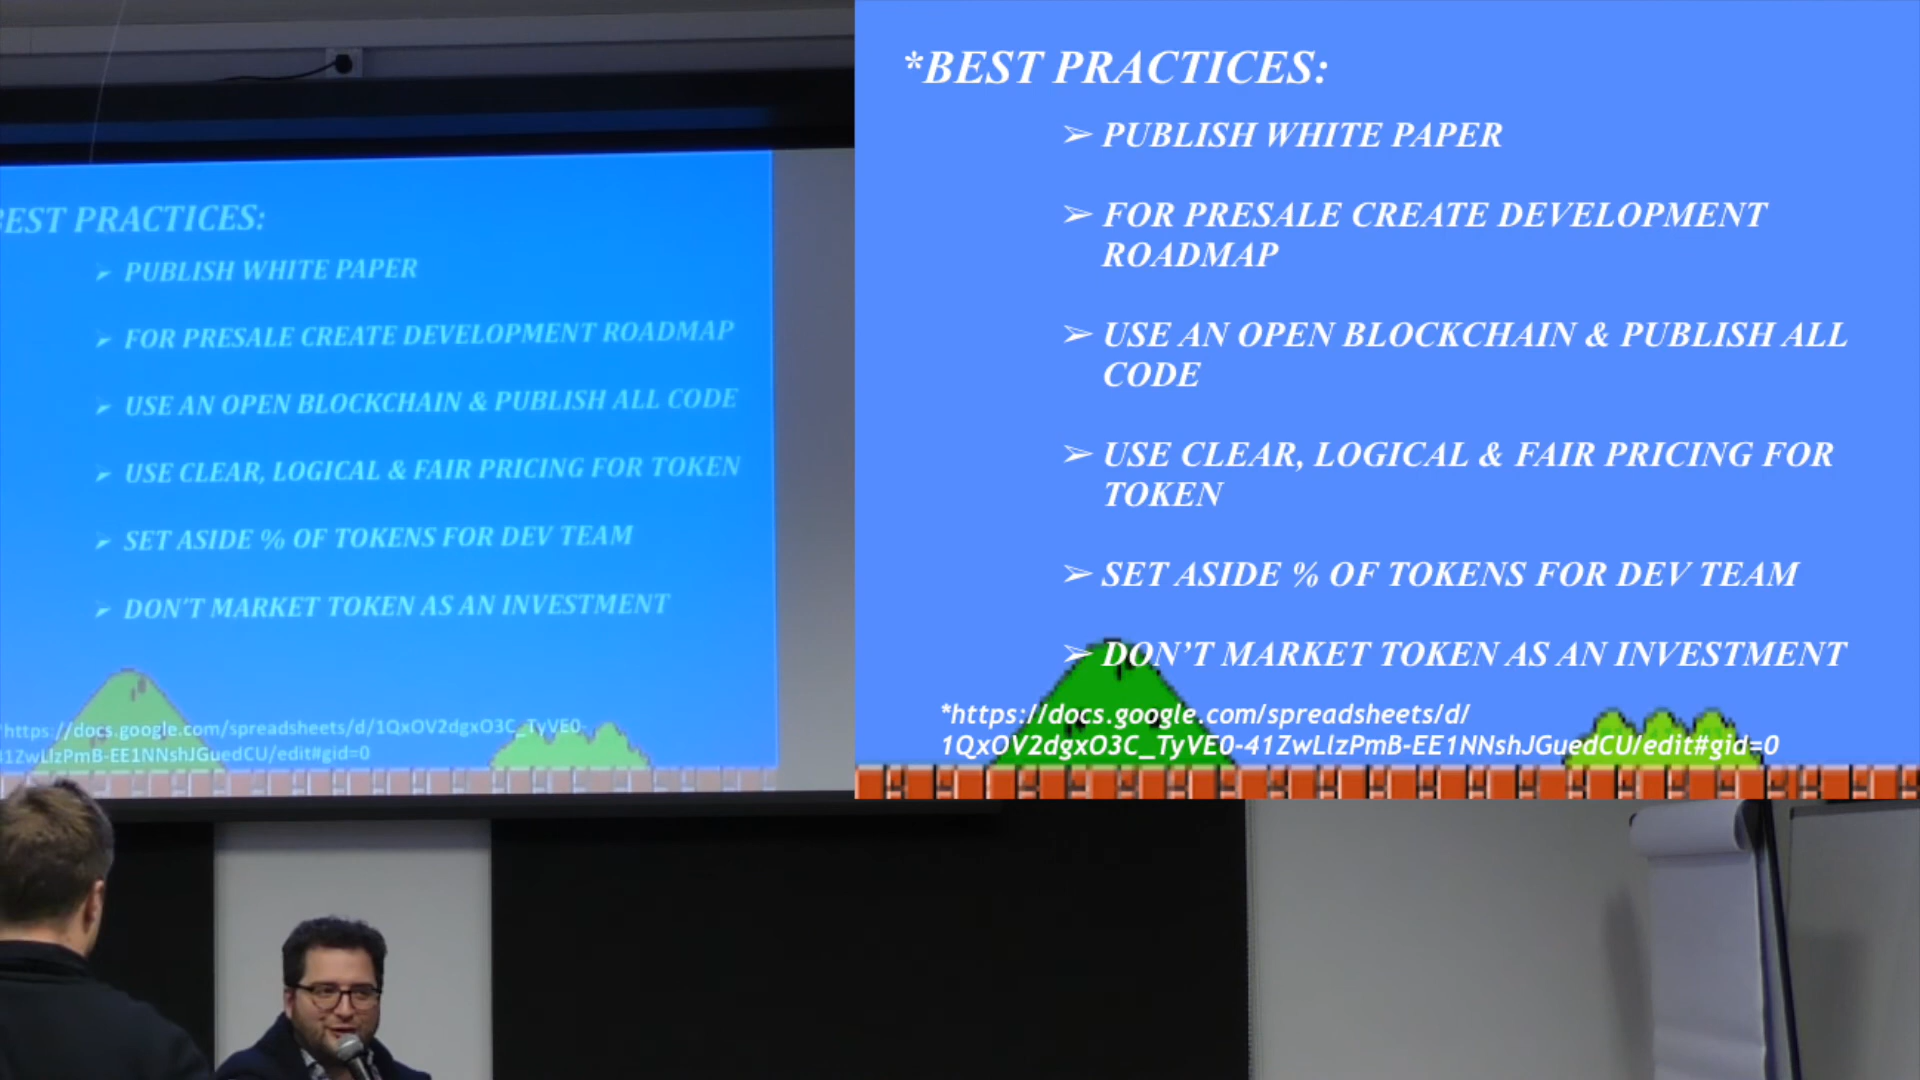 BEST PRACTICES:
➢ PUBLISH WHITE PAPER
➢ FOR PRESALE CREATE DEVELOPMENT ROADMAP
➢ USE AN OPEN BLOCKCHAIN & PUBLISH ALL CODE
➢ USE CLEAR, LOGICAL & FAIR PRICING FOR TOKEN
➢ SET ASIDE % OF TOKENS FOR DEV TEAM
➢ DON'T MARKET TOKEN AS AN INVESTMENT
*https://docs.google.com/spreadsheets/d/1QxOV2dgxO3C_TyVE0-
41ZwLlzPmB-EE1NNshJGuedCU/edit#gid=0
*BEST PRACTICES:
➢ PUBLISH WHITE PAPER
➢ FOR PRESALE CREATE DEVELOPMENT
ROADMAP
➢ USE AN OPEN BLOCKCHAIN & PUBLISH ALL
CODE
➢ USE CLEAR, LOGICAL & FAIR PRICING FOR
TOKEN
➢ SET ASIDE % OF TOKENS FOR DEV TEAM
➢ DON'T MARKET TOKEN AS AN INVESTMENT
*https://docs.google.com/spreadsheets/d/
1QxOV2dgxO3C_TyVE0-41ZwLlzPmB-EE1NNshJGuedCU/edit#gid=0